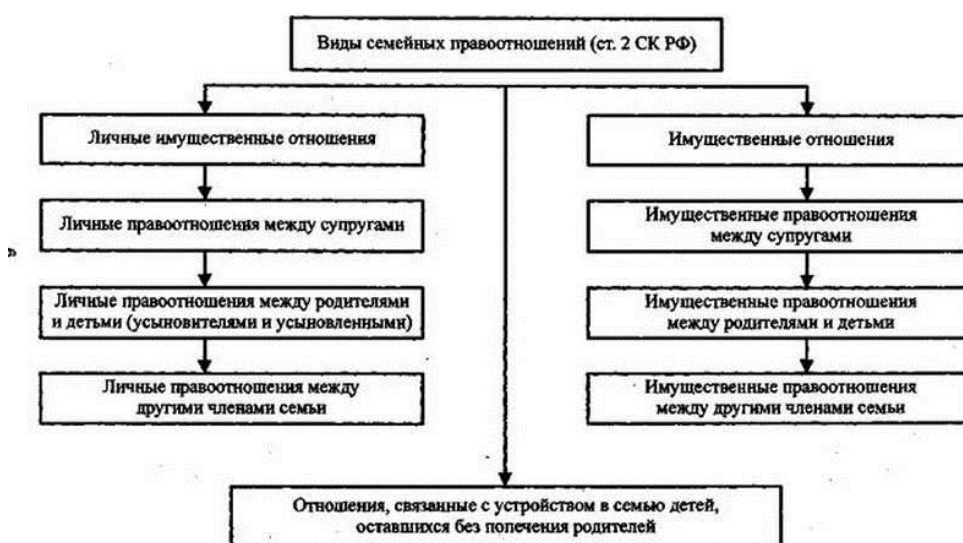 Виды семейных правоотношений (ст. 2 СК РФ)
Личные имущественные отношения
Личные правоотношения между супругами
Личные правоотношения между родителями
и детьми (усыновителями и усыновленными)
Личные правоотношения между
другими членами семьи
Имущественные отношения
Имущественные правоотношения
между супругами
Имущественные правоотношения
между родителями и детьми
Имущественные правоотношения
между другими членами семьи
Отношения, связанные с устройством в семью детей,
оставшихся без попечения родителей